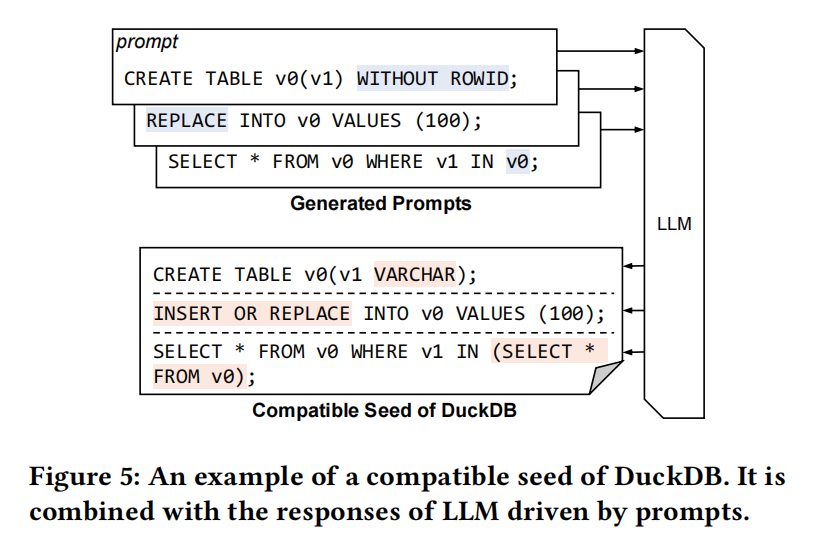 prompt
CREATE TABLE v0(v1) WITHOUT ROWID;
REPLACE INTO v0 VALUES (100);
SELECT * FROM v0 WHERE v1 IN v0;
Generated Prompts
LLM
CREATE TABLE v0(v1 VARCHAR);
INSERT OR REPLACE INTO v0 VALUES (100);
SELECT * FROM v0 WHERE v1 IN (SELECT *
FROM v0);
Compatible Seed of DuckDB
Figure 5: An example of a compatible seed of DuckDB. It is
combined with the responses of LLM driven by prompts.